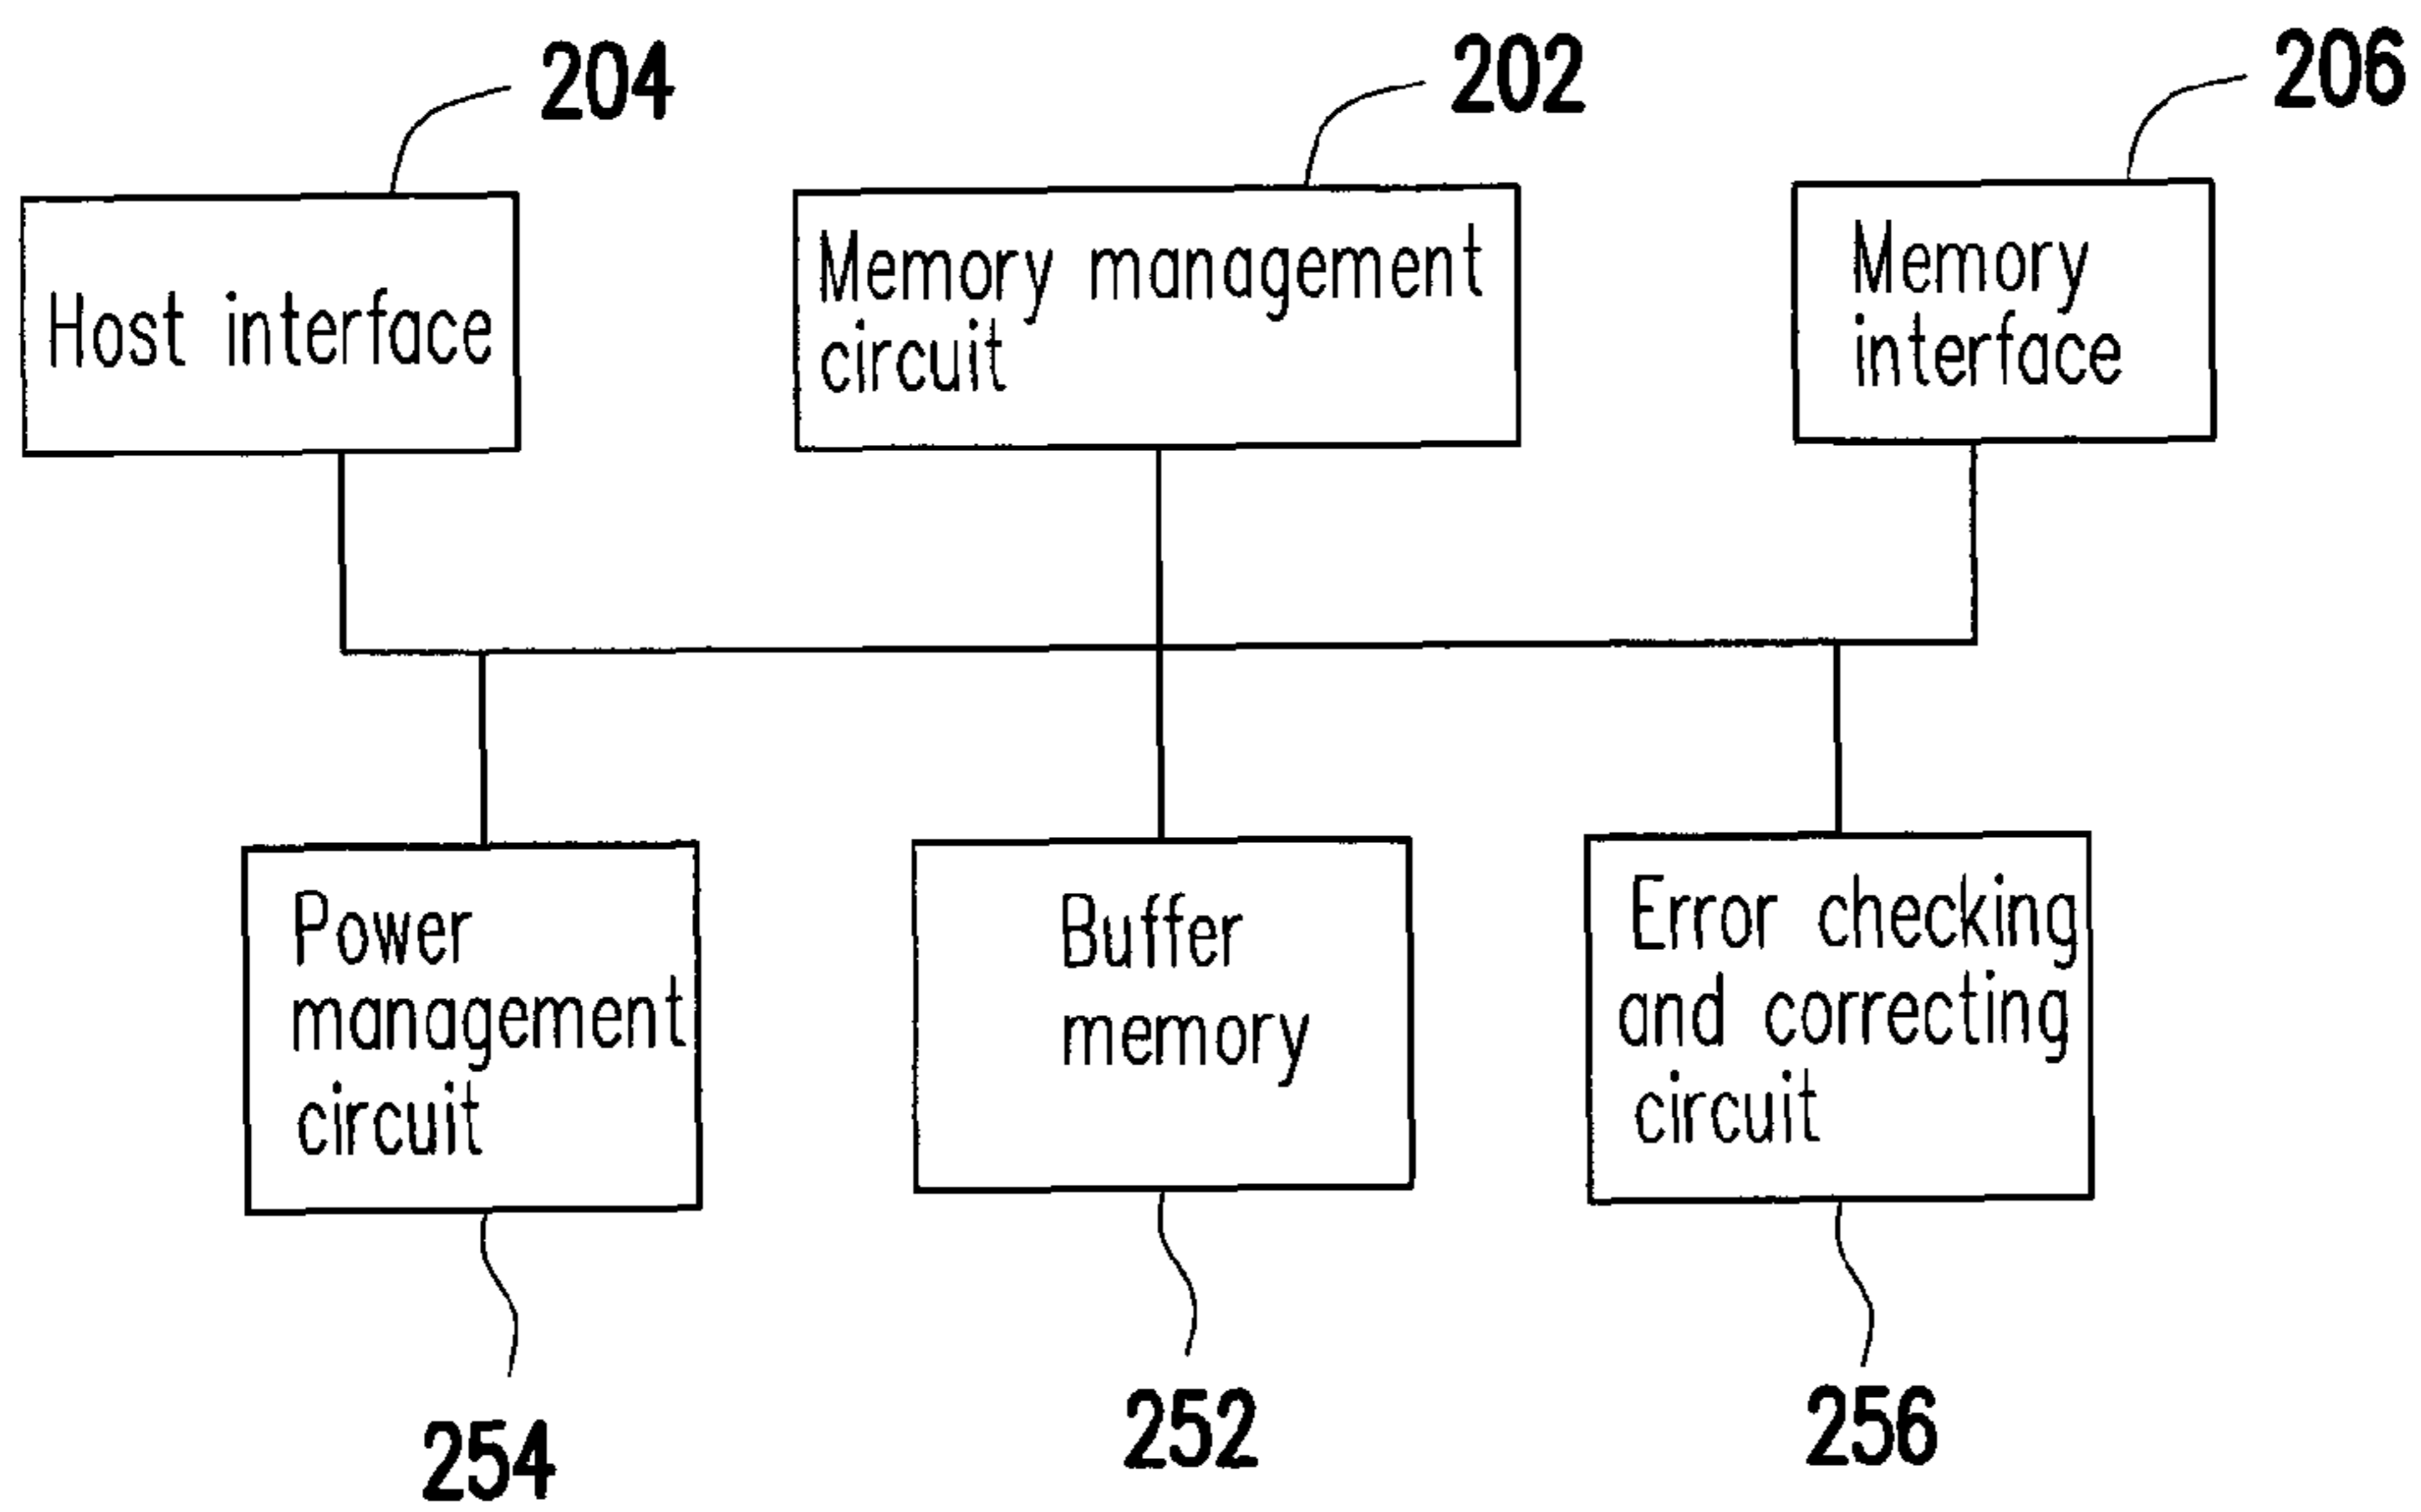 204
202
206
Host interface
Memory management
circuit
Memory
interface
Power
management
circuit
Buffer
memory
Error checking
and correcting
circuit
254
252
256